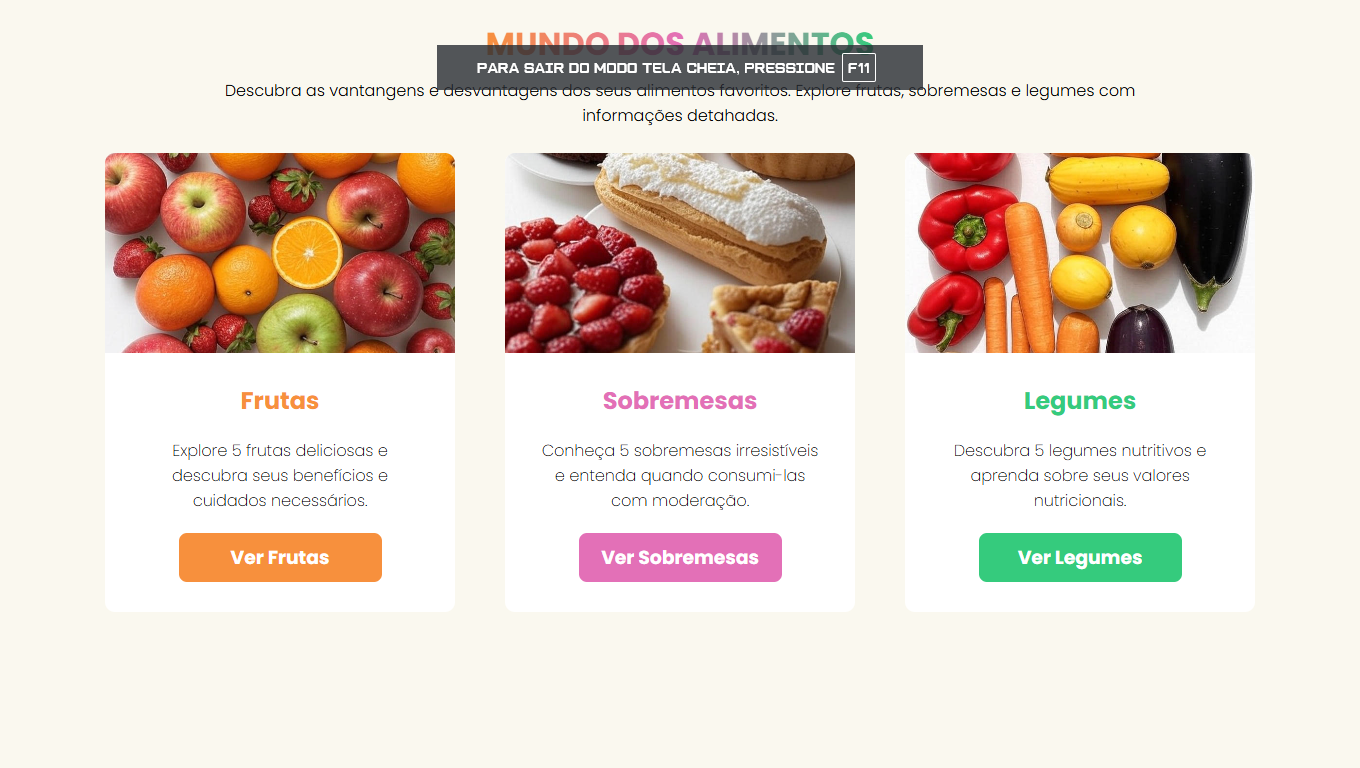 MUNDO DOS ALIMENTOS
PARA SAIR DO MODO TELA CHEIA, PRESSIONE F11
Descubra as vantangens e desvantagens dos seus alimentos favoritos. Explore frutas, sobremesas e legumes com
informações detahadas.
Frutas
Explore 5 frutas deliciosas e
descubra seus benefícios e
cuidados necessários.
Ver Frutas
Sobremesas
Conheça 5 sobremesas irresistíveis
e entenda quando consumi-las
com moderação.
Ver Sobremesas
Legumes
Descubra 5 legumes nutritivos e
aprenda sobre seus valores
nutricionais.
Ver Legumes